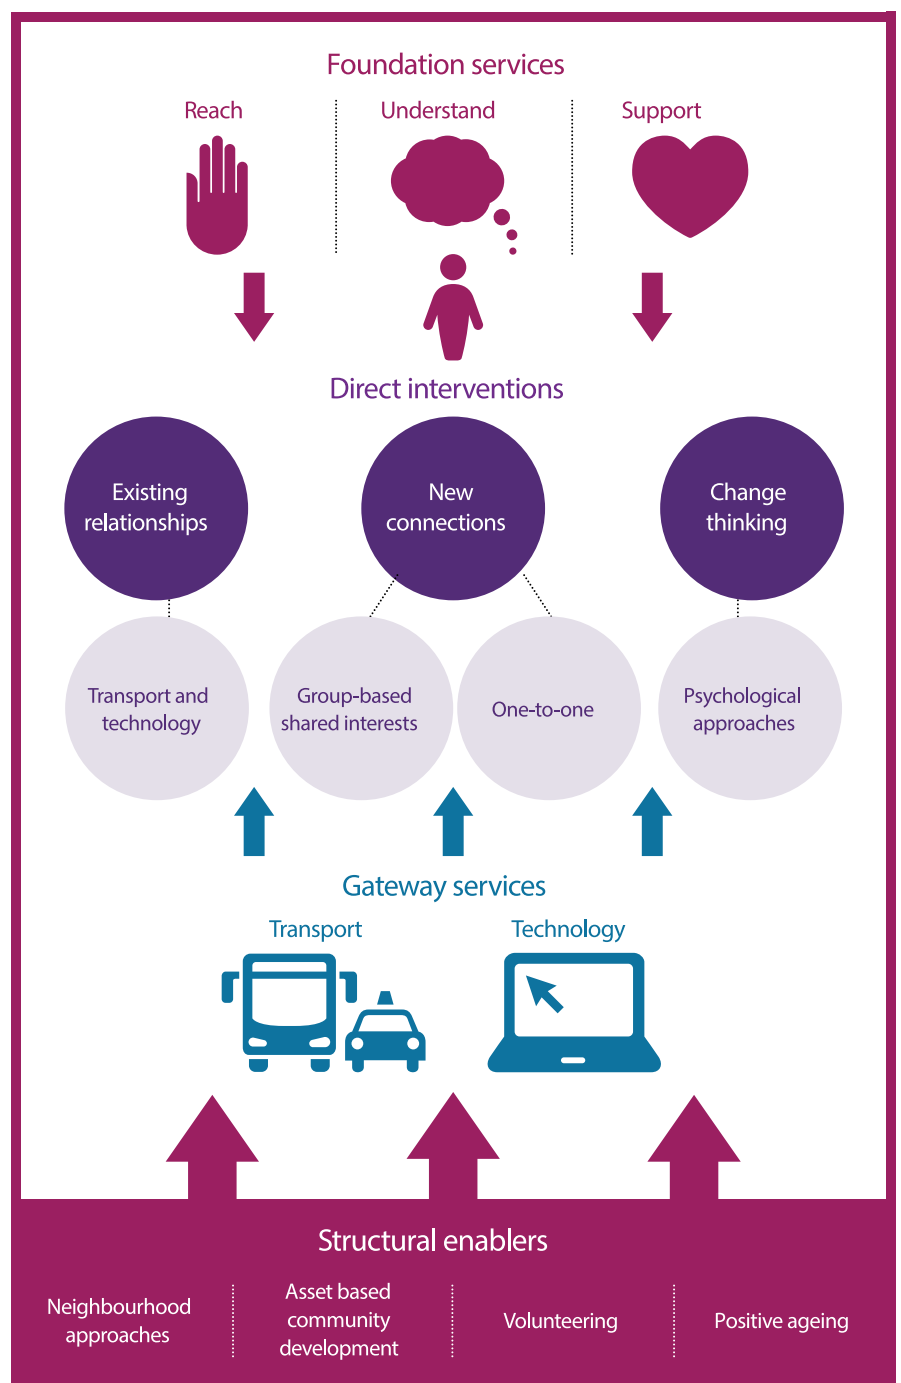 Foundation services
Reach
Understand
Support
Direct interventions
Existing
relationships
New
connections
Change
thinking
Transport and
technology
Group-based
shared interests
One-to-one
Psychological
approaches
Gateway services
Transport
Technology
Structural enablers
Neighbourhood
approaches
Asset based
community
development
Volunteering
Positive ageing